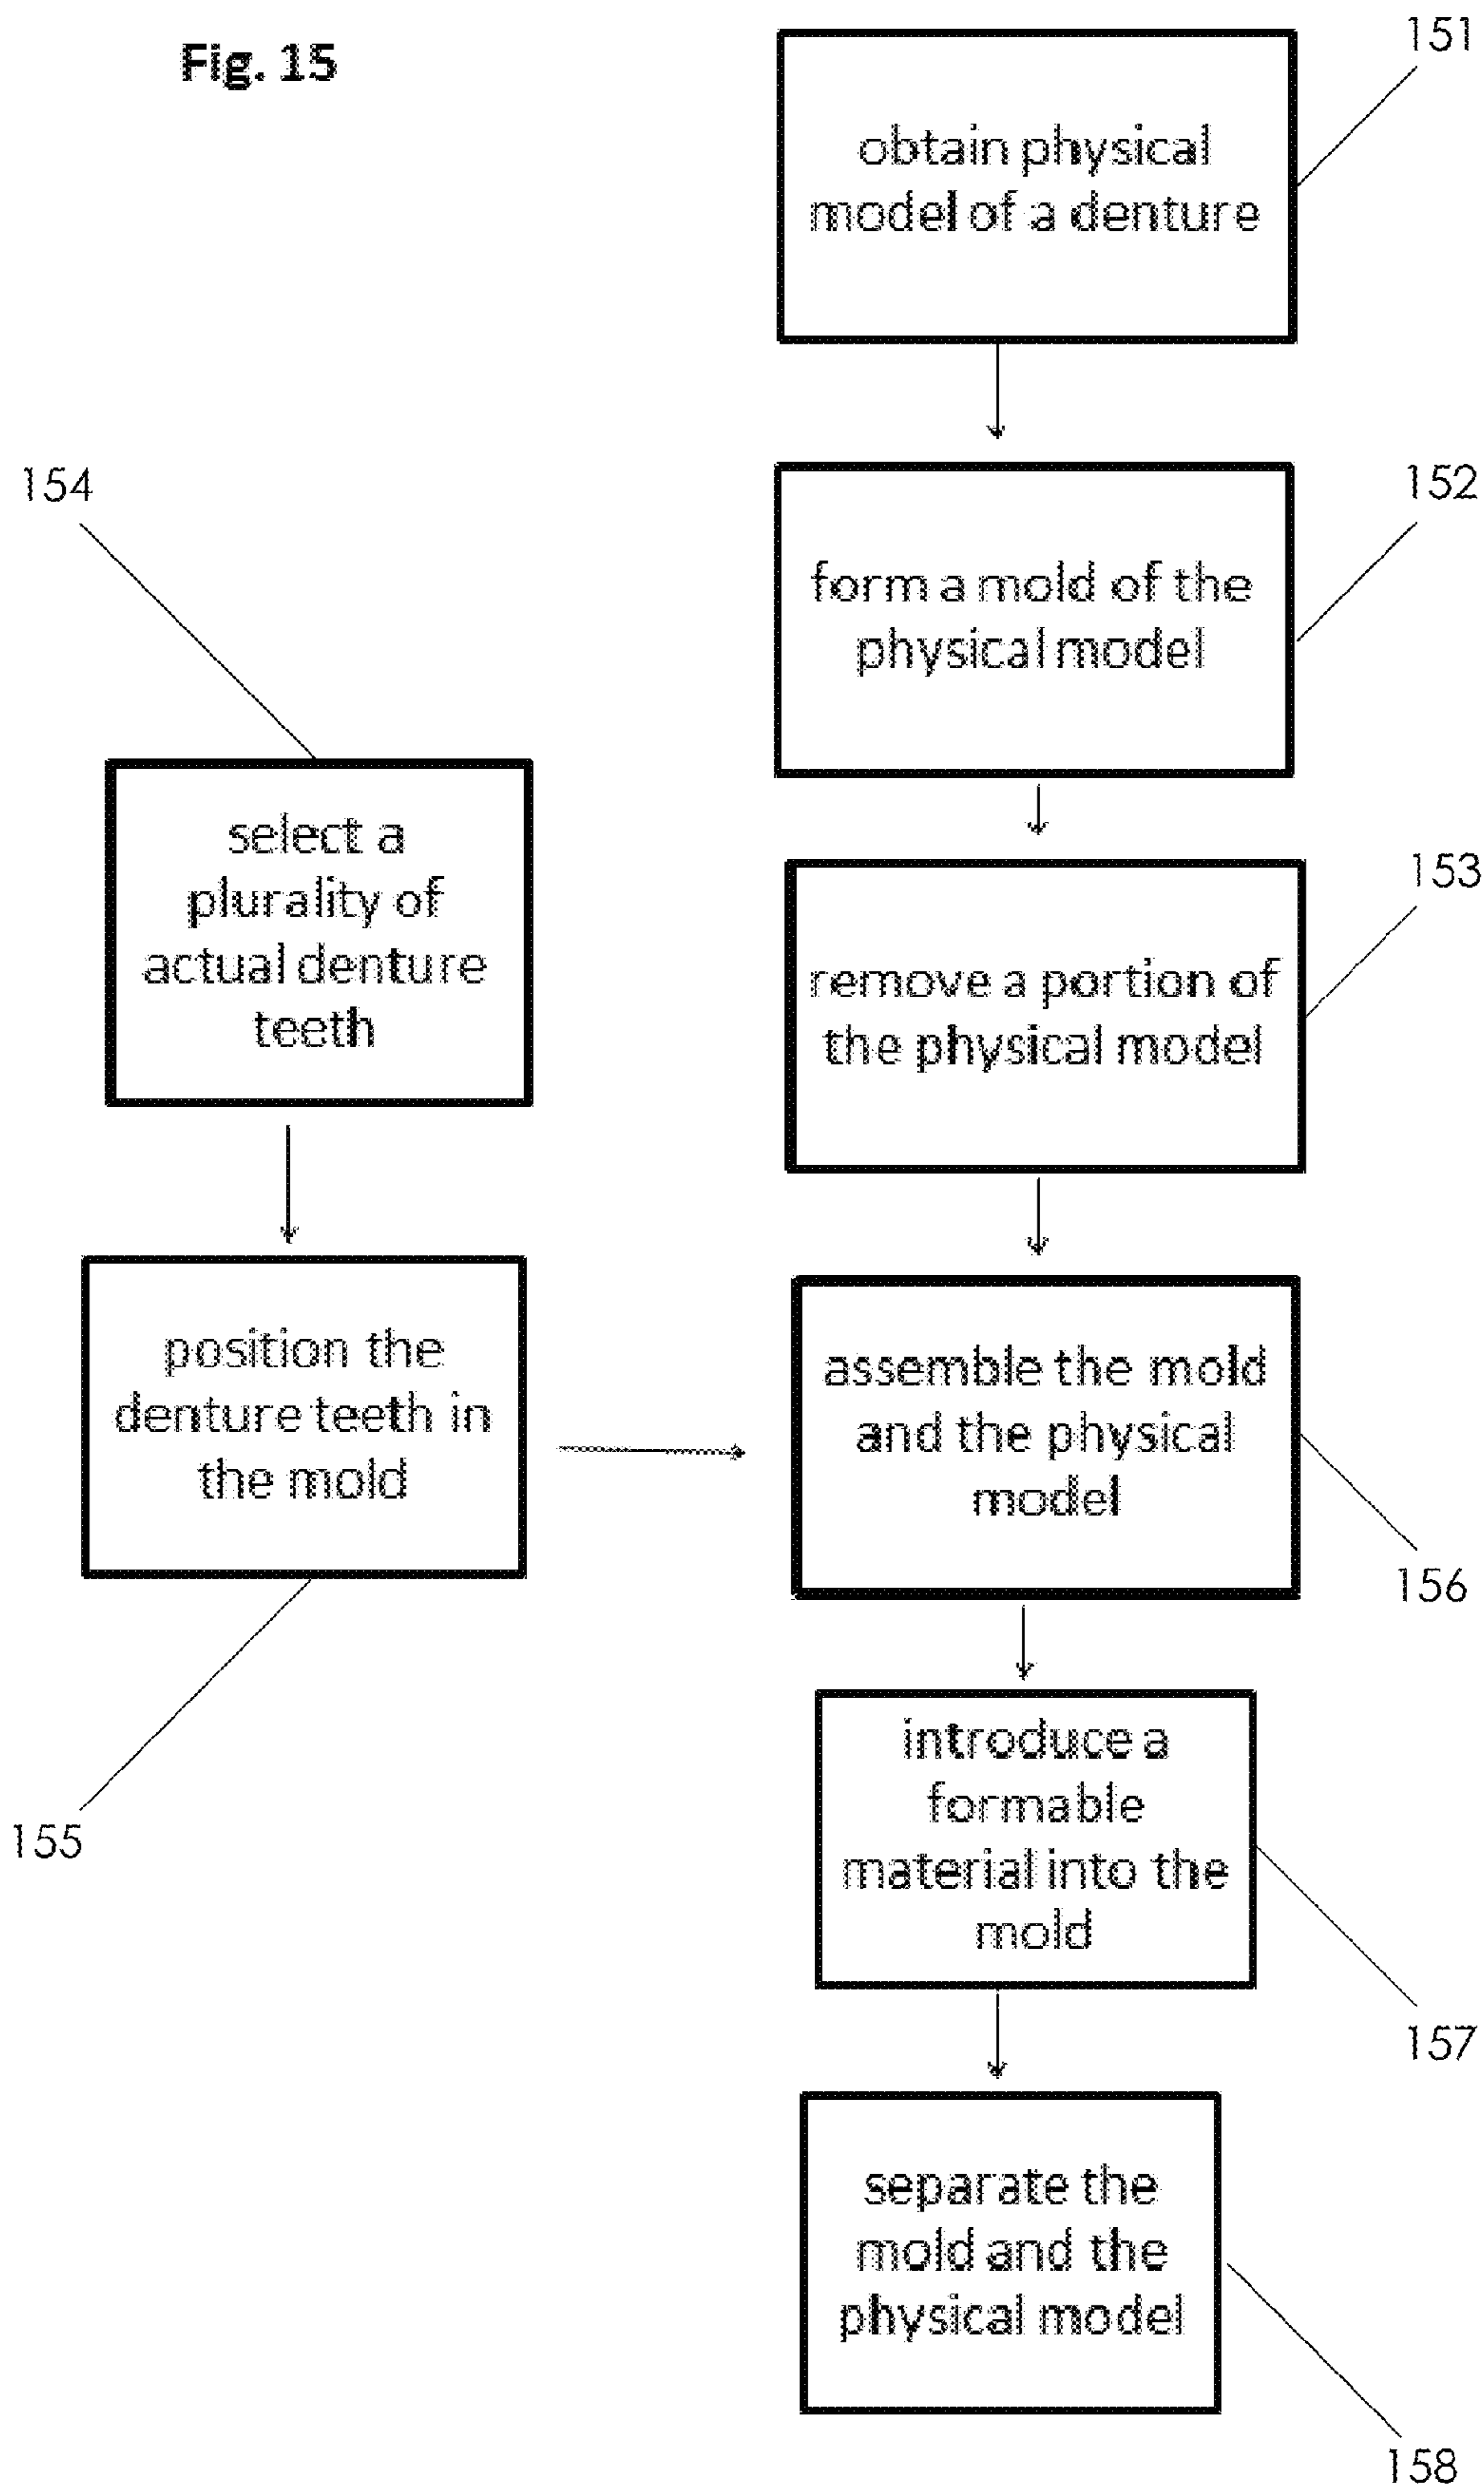 Fig. 15
151
obtain physical
model of a denture
152
form a mold of the
physical model
153
remove a portion of
the physical model
154
select a
plurality of
actual denture
teeth
155
position the
denture teeth in
the mold
156
assemble the mold
and the physical
model
157
introduce a
formable
material into the
mold
158
separate the
mold and the
physical model